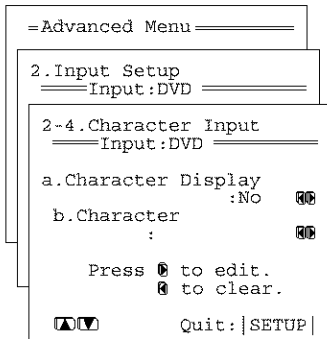 Advanced Menu
2.Input Setup
Input:DVD
2-4.Character Input
Input:DVD
a.Character Display
:No
b.Character
:
Press to edit.
to clear.
Quit:|SETUP|